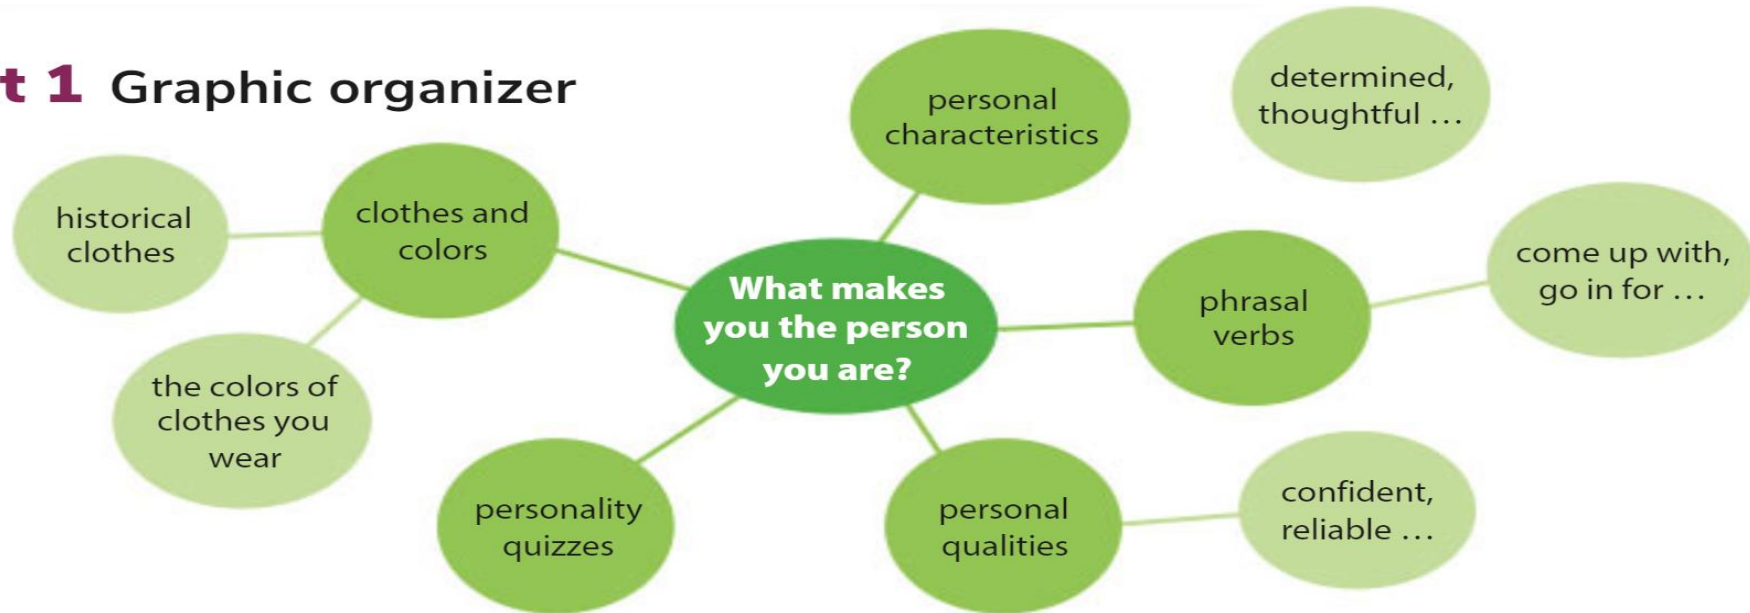 t 1 Graphic organizer
personal
characteristics
determined,
thoughtful ...
historical
clothes
clothes and
colors
What makes
you the person
you are?
phrasal
verbs
come up with,
go in for ...
the colors of
clothes you
wear
personality
quizzes
personal
qualities
confident,
reliable ...